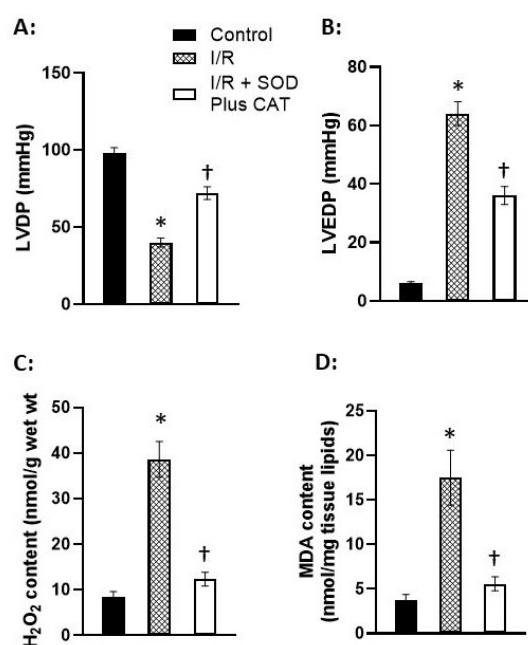 A:
Control
I/R
I/R + SOD
Plus CAT
B:
LVDP (mmHg)
150
100
50
0
*
†
LVEDP (mmHg)
80
60
40
20
0
*
†
C:
H₂O₂ content (nmol/g wet wt
50
40
30
20
10
0
*
†
D:
MDA content
(nmol/mg tissue lipids)
25
20
15
10
5
0
*
†